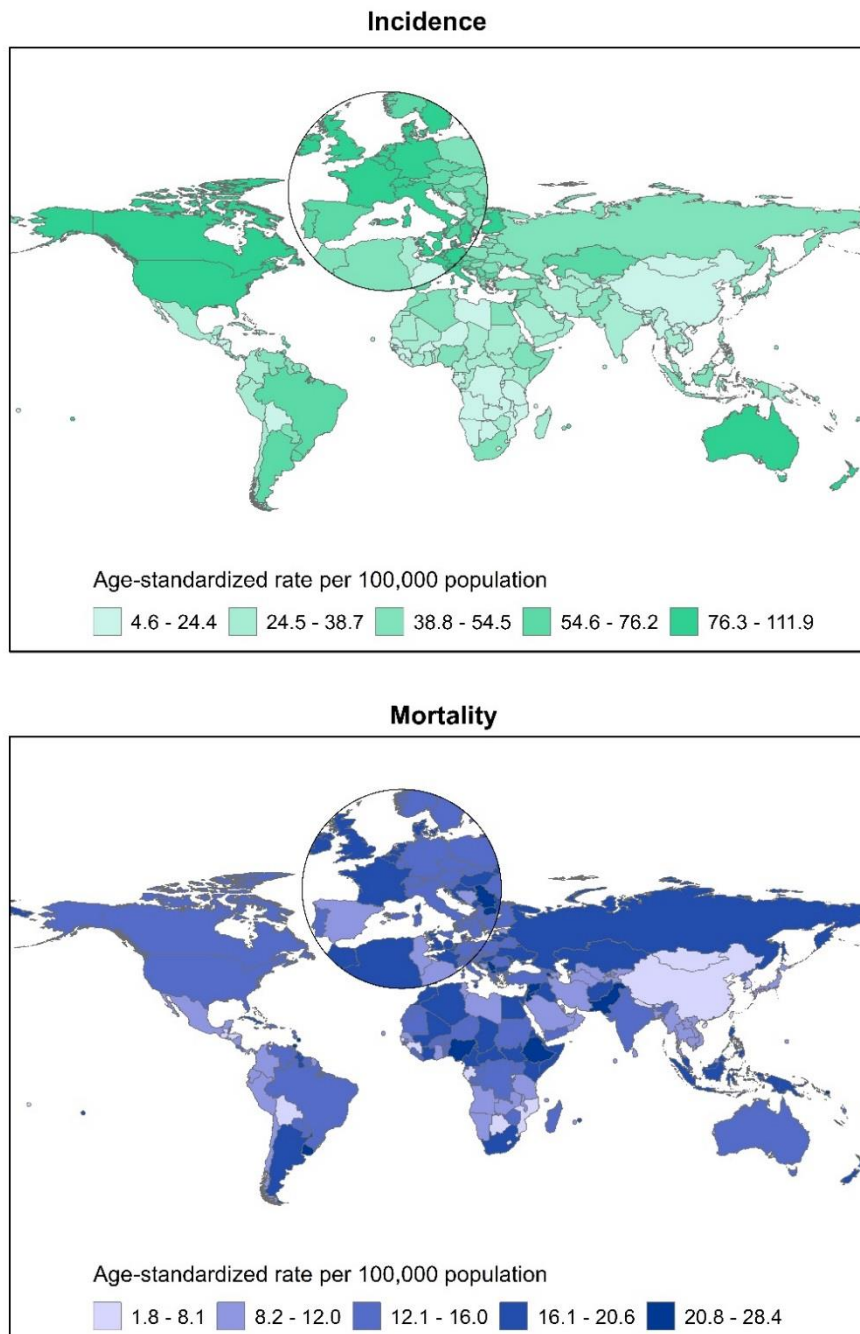 Incidence
Age-standardized rate per 100,000 population
4.6 - 24.4 24.5 - 38.7 38.8 - 54.5 54.6 - 76.2 76.3 - 111.9
Mortality
Age-standardized rate per 100,000 population
1.8 - 8.1 8.2 - 12.0 12.1 - 16.0 16.1 - 20.6 20.8 - 28.4